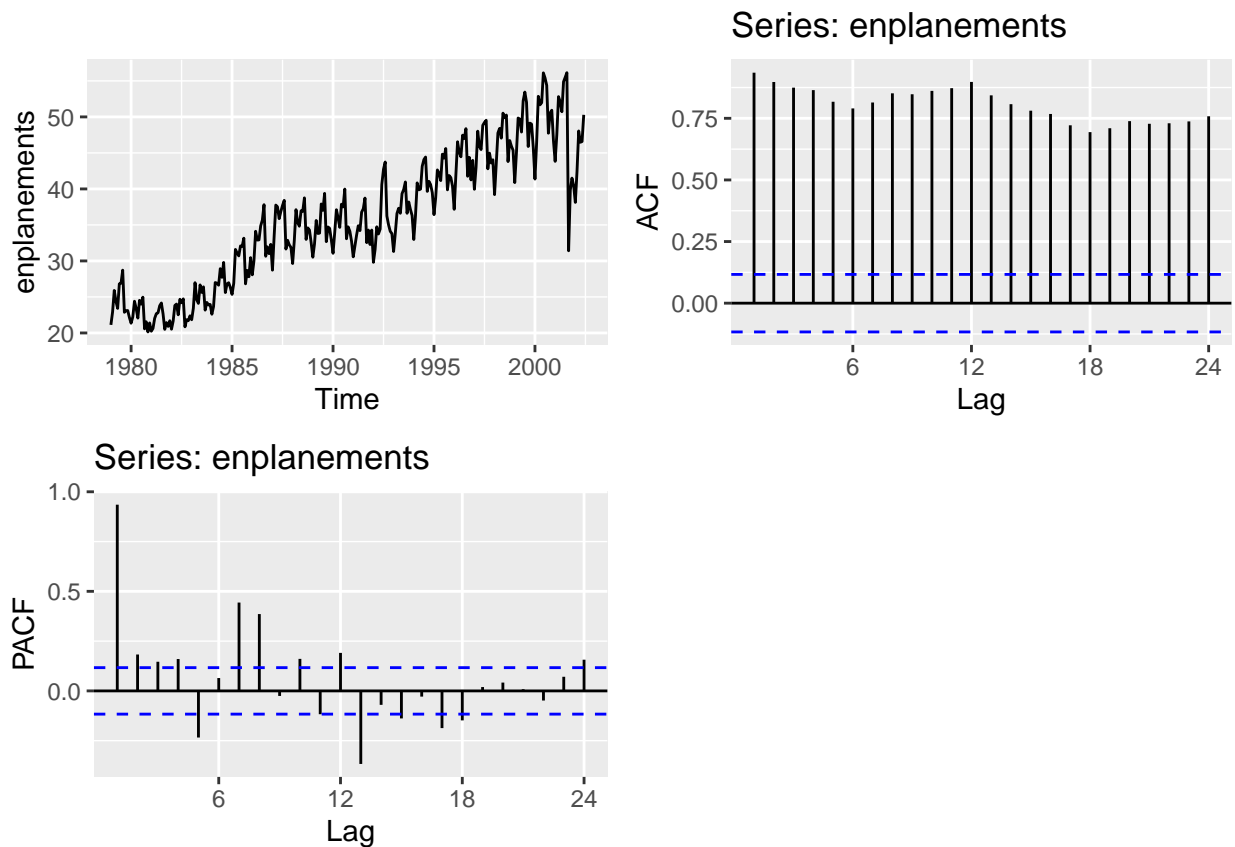 enplanements
50
40
30
20
1980 1985 1990 1995 2000
Time
Series: enplanements
ACF
0.75
0.50
0.25
0.00
6 12 18 24
Lag
Series: enplanements
PACF
1.0
0.5
0.0
6 12 18 24
Lag